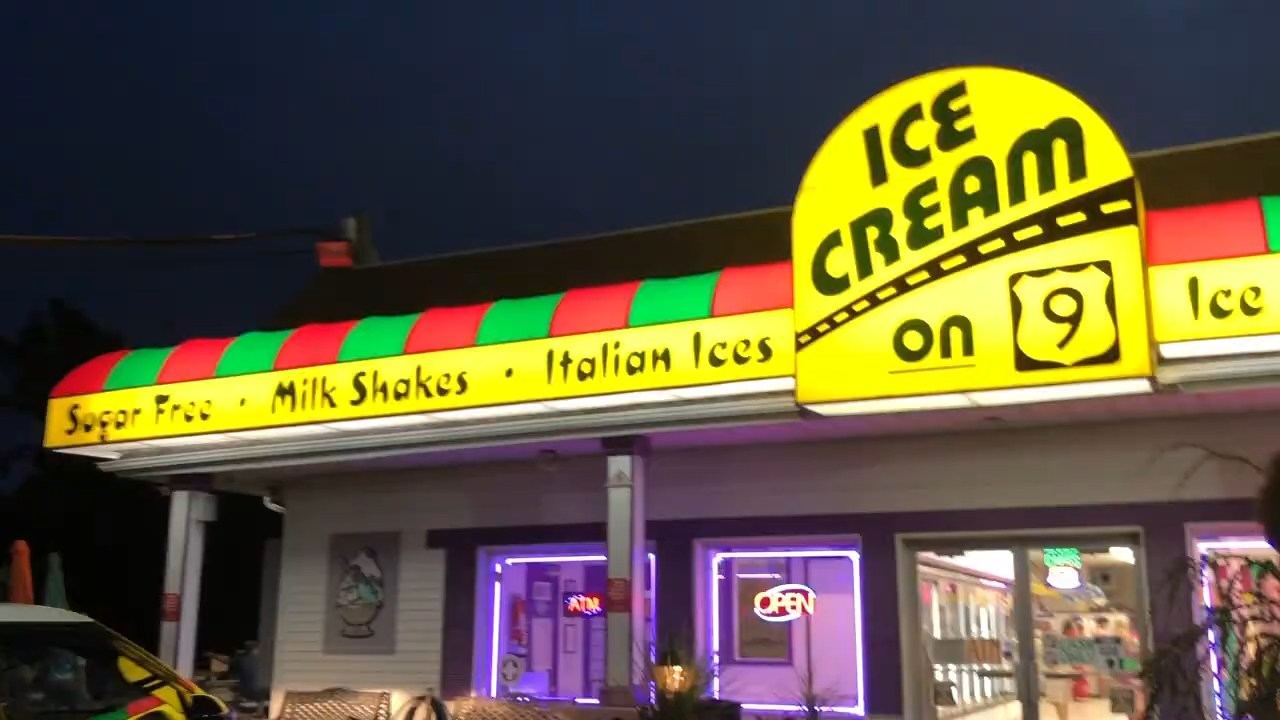 ICE
CREAM
on 9
Sugar Free · Milk Shakes · Italian Ices
Ice
ATM
OPEN